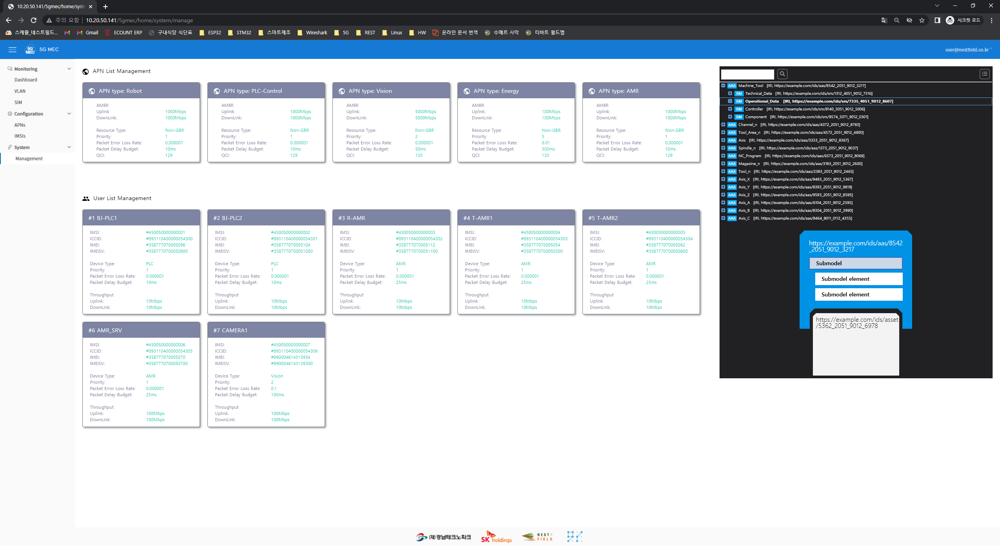 10.20.50.141/5gmec/home/syste
주의 요함 10.20.50.141/5gmec/home/system/manage
시크릿 모드
스케쥴_네스트필드... Gmail ECOUNT ERP 구내식당 식단표 ESP32 STM32 스마트제조 Wireshark 5G REST Linux HW 온라인 문서 번역 수메르 사막 티바트 월드맵
5G MEC 5G MEC
user@nestfield.co.kr
Monitoring
Dashboard
VLAN
SIM
Configuration
APNs
IMSIs
System
Management
APN List Management
APN type: Robot
AMBR
Uplink: 1000Mbps
DownLink: 1000Mbps
Resource Type: Non-GBR
Priority: 1
Packet Error Loss Rate: 0.000001
Packet Delay Budget: 10ms
QCI: 129
APN type: PLC-Control
AMBR
Uplink: 1000Mbps
DownLink: 1000Mbps
Resource Type: Non-GBR
Priority: 1
Packet Error Loss Rate: 0.000001
Packet Delay Budget: 10ms
QCI: 129
APN type: Vision
AMBR
Uplink: 5000Mbps
DownLink: 5000Mbps
Resource Type: Non-GBR
Priority: 2
Packet Error Loss Rate: 0.000001
Packet Delay Budget: 50ms
QCI: 130
APN type: Energy
AMBR
Uplink: 100Mbps
DownLink: 100Mbps
Resource Type: Non-GBR
Priority: 5
Packet Error Loss Rate: 0.01
Packet Delay Budget: 300ms
QCI: 133
APN type: AMR
AMBR
Uplink: 1000Mbps
DownLink: 1000Mbps
Resource Type: Non-GBR
Priority: 1
Packet Error Loss Rate: 0.000001
Packet Delay Budget: 10ms
QCI: 129
User List Management
#1 BJ-PLC1
IMSI: #450050000000001
ICCID: #893110400000054300
IMEI: #358777070005096
IMEISV: #3587770700050900
Device Type: PLC
Priority: 1
Packet Error Loss Rate: 0.000001
Packet Delay Budget: 10ms
Throughput
Uplink: 10Mbps
DownLink: 10Mbps
#2 BJ-PLC2
IMSI: #450050000000002
ICCID: #893110400000054301
IMEI: #358777070005104
IMEISV: #3587770700051000
Device Type: PLC
Priority: 1
Packet Error Loss Rate: 0.000001
Packet Delay Budget: 10ms
Throughput
Uplink: 10Mbps
DownLink: 10Mbps
#3 R-AMR
IMSI: #450050000000003
ICCID: #893110400000054302
IMEI: #358777070005112
IMEISV: #3587770700051100
Device Type: AMR
Priority: 1
Packet Error Loss Rate: 0.000001
Packet Delay Budget: 25ms
Throughput
Uplink: 10Mbps
DownLink: 10Mbps
#4 T-AMR1
IMSI: #450050000000004
ICCID: #893110400000054303
IMEI: #358777070005054
IMEISV: #3587770700050500
Device Type: AMR
Priority: 1
Packet Error Loss Rate: 0.000001
Packet Delay Budget: 25ms
Throughput
Uplink: 10Mbps
DownLink: 10Mbps
#5 T-AMR2
IMSI: #450050000000005
ICCID: #893110400000054304
IMEI: #358777070005062
IMEISV: #3587770700050600
Device Type: AMR
Priority: 1
Packet Error Loss Rate: 0.000001
Packet Delay Budget: 25ms
Throughput
Uplink: 10Mbps
DownLink: 10Mbps
#6 AMR_SRV
IMSI: #450050000000006
ICCID: #893110400000054305
IMEI: #358777070005070
IMEISV: #3587770700050700
Device Type: AMR
Priority: 1
Packet Error Loss Rate: 0.000001
Packet Delay Budget: 25ms
Throughput
Uplink: 100Mbps
DownLink: 100Mbps
#7 CAMERA1
IMSI: #450050000000007
ICCID: #893110400000054306
IMEI: #990004614313934
IMEISV: #9900046143139300
Device Type: Vision
Priority: 2
Packet Error Loss Rate: 0.1
Packet Delay Budget: 100ms
Throughput
Uplink: 100Mbps
DownLink: 100Mbps
AAS Machine_Tool [IRI, https://example.com/ids/aas/8542_2051_9012_3217]
SM Technical_Data [IRI, https://example.com/ids/sm/1312_4051_9012_7316]
SM Operational_Data [IRI, https://example.com/ids/sm/7335_4051_9012_8607]
SM Controller [IRI, https://example.com/ids/sm/8140_5051_9012_5006]
SM Component [IRI, https://example.com/ids/sm/9574_5071_9012_0301]
AAS Channel_n [IRI, https://example.com/ids/aas/4372_2051_9012_8783]
AAS Tool_Area_n [IRI, https://example.com/ids/aas/4572_2051_9012_4800]
AAS Axis [IRI, https://example.com/ids/aas/3333_2051_9012_8367]
AAS Spindle_n [IRI, https://example.com/ids/aas/1373_2051_9012_9037]
AAS NC_Program [IRI, https://example.com/ids/aas/6573_2051_9012_8069]
AAS Magazine_n [IRI, https://example.com/ids/aas/3183_2051_9012_2600]
AAS Tool_n [IRI, https://example.com/ids/aas/2383_2051_9012_2465]
AAS Axis_X [IRI, https://example.com/ids/aas/9483_2051_9012_5367]
AAS Axis_Y [IRI, https://example.com/ids/aas/8393_2051_9012_9819]
AAS Axis_Z [IRI, https://example.com/ids/aas/9593_2051_9012_8595]
AAS Axis_A [IRI, https://example.com/ids/aas/6104_2051_9012_2595]
AAS Axis_B [IRI, https://example.com/ids/aas/8304_2051_9012_3990]
AAS Axis_C [IRI, https://example.com/ids/aas/8464_8011_0112_4355]
https://example.com/ids/aas/8542
_2051_9012_3217
Submodel
Submodel element
Submodel element
https://example.com/ids/asset
/5362_2051_9012_6978
(재)경남테크노파크
SK holdings
NEST+
FIELD